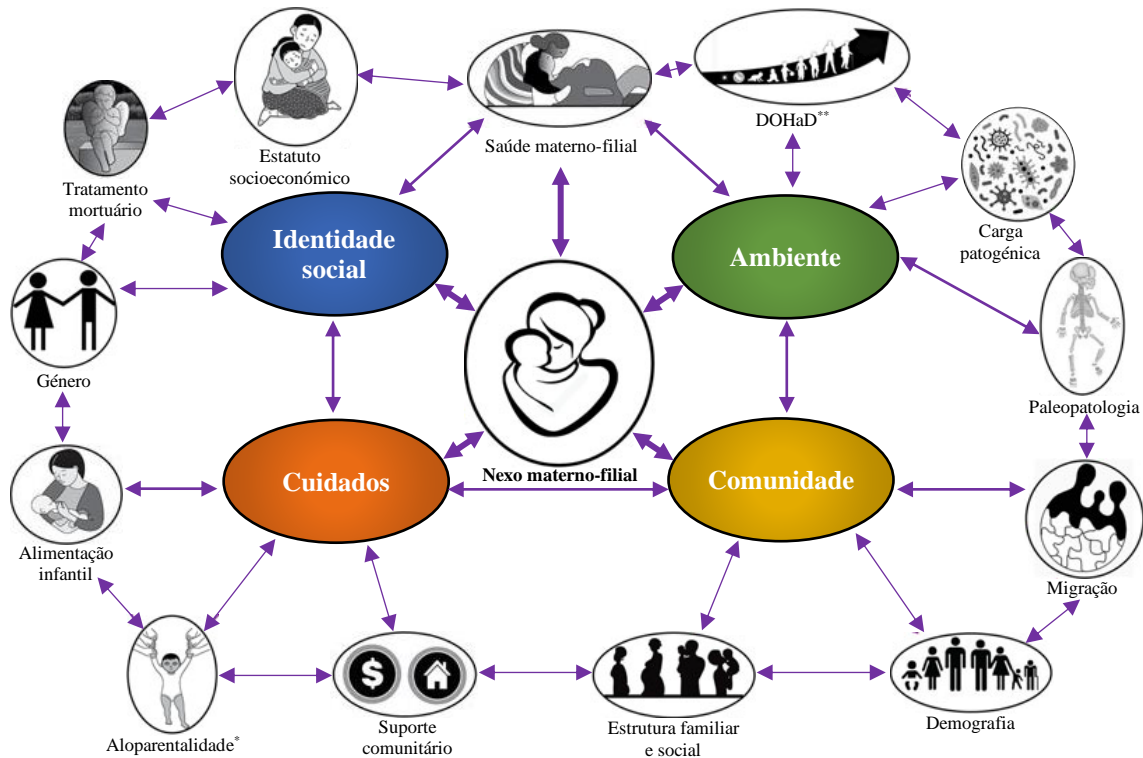 DOHaD**
Saúde materno-filial
Estatuto
socioeconómico
Tratamento
mortuário
Carga
patogénica
Identidade
social
Ambiente
Género
Paleopatologia
Nexo materno-filial
Cuidados
Comunidade
Alimentação
infantil
Migração
$
Aloparentalidade*
Suporte
comunitário
Estrutura familiar
e social
Demografia